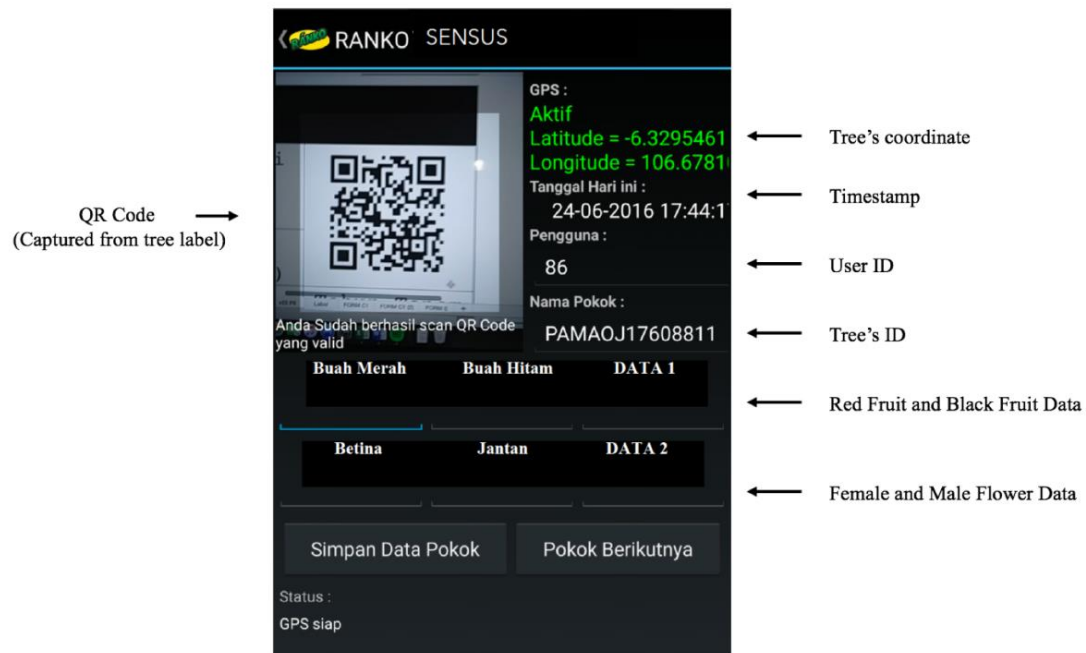 RANKO SENSUS
GPS :
Aktif
Latitude = -6.3295461
Longitude = 106.6781
Tanggal Hari ini :
24-06-2016 17:44:1
Pengguna :
86
Nama Pokok :
PAMAOJ17608811
Anda Sudah berhasil scan QR Code
yang valid
Buah Merah Buah Hitam DATA 1
Betina Jantan DATA 2
Simpan Data Pokok Pokok Berikutnya
Status :
GPS siap
QR Code
(Captured from tree label)
Tree's coordinate
Timestamp
User ID
Tree's ID
Red Fruit and Black Fruit Data
Female and Male Flower Data